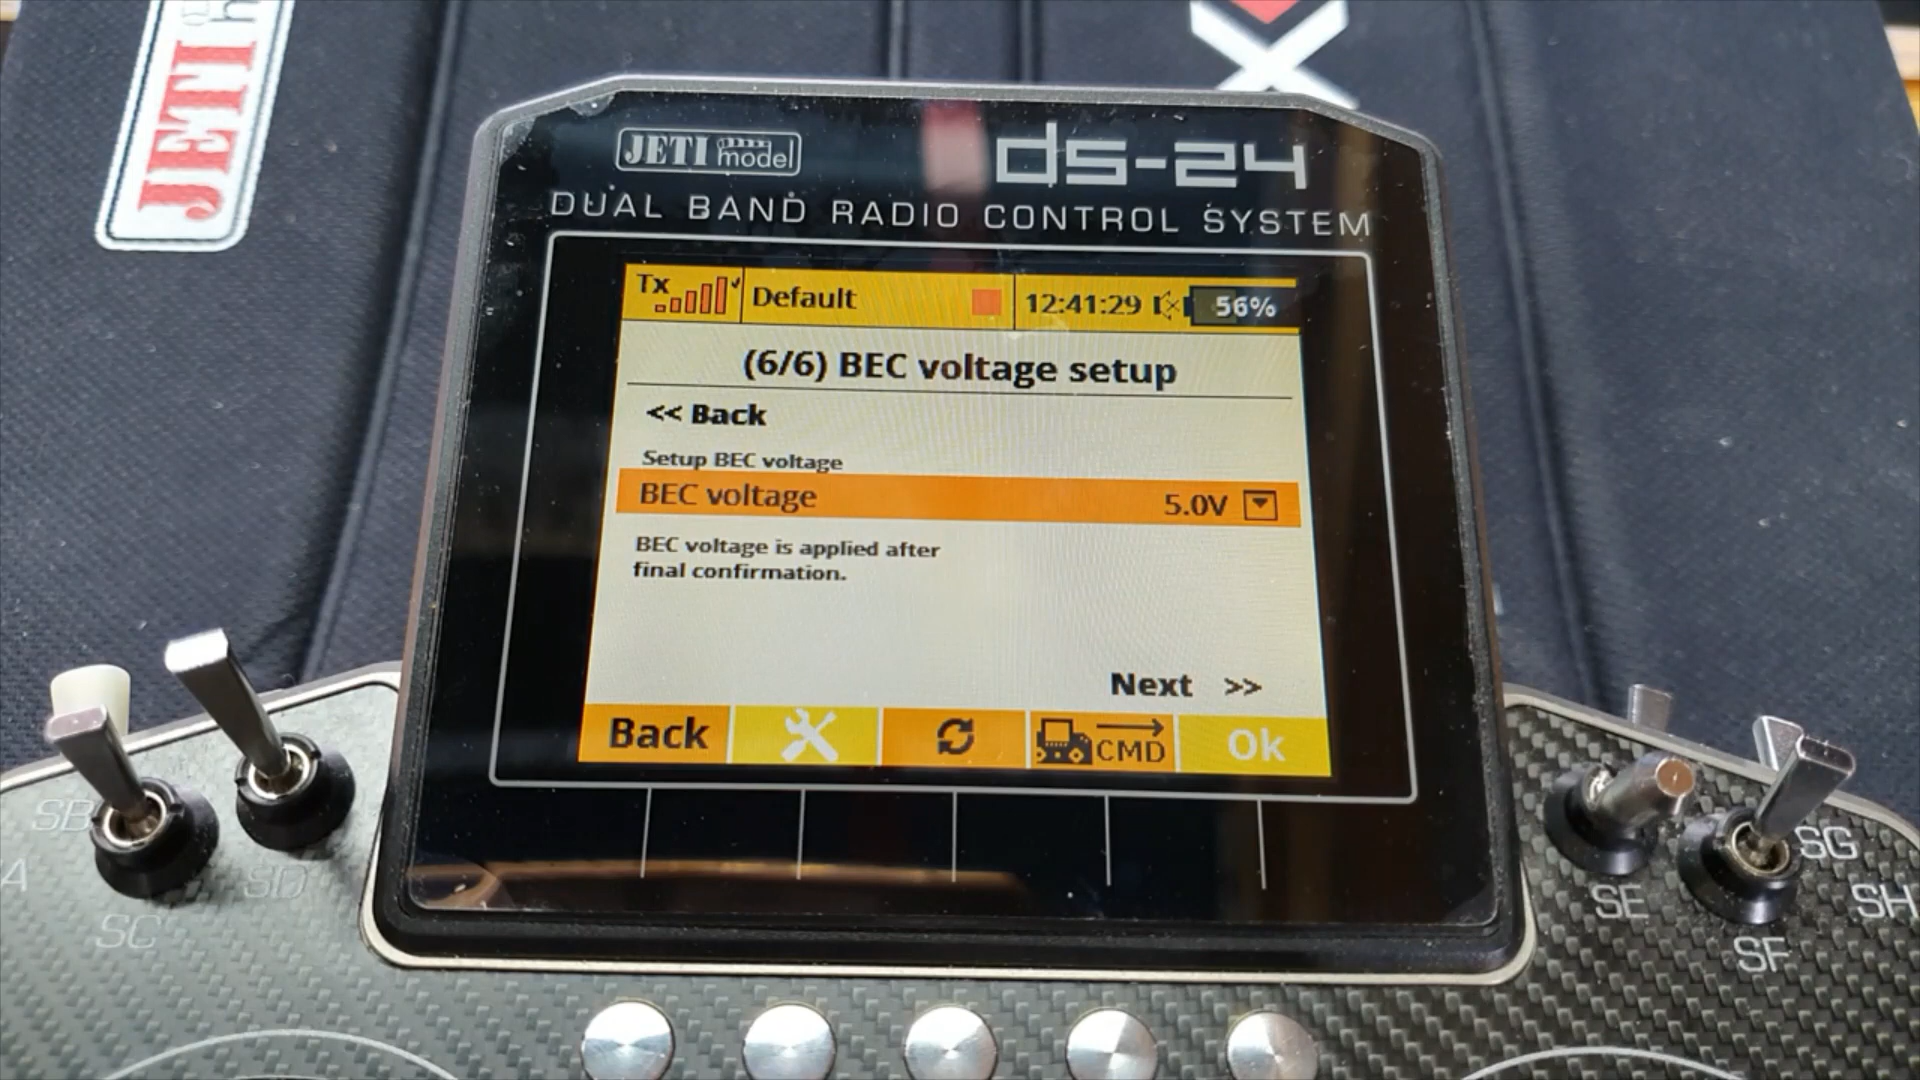 JETI
JETI model
ds-24
DUAL BAND RADIO CONTROL SYSTEM
Tx Default 12:41:29 56%
(6/6) BEC voltage setup
<< Back
Setup BEC voltage
BEC voltage 5.0V
BEC voltage is applied after
final confirmation.
Next >>
Back CMD Ok
SB
A
SD
SC
SG
SE
SH
SF